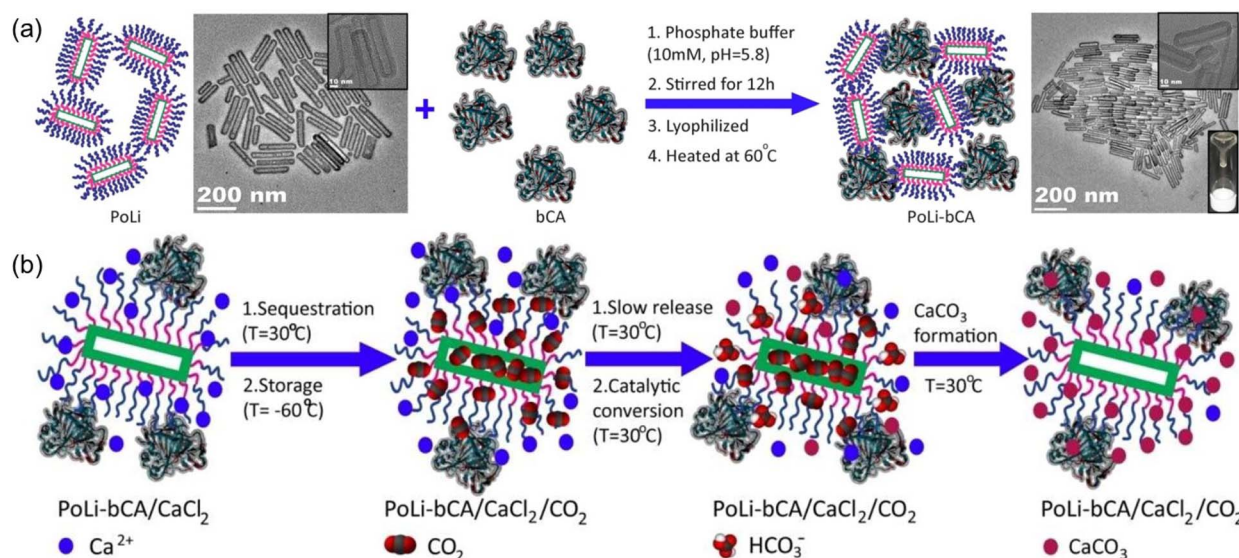 (a)
10 nm
200 nm
PoLi
+
bCA
1. Phosphate buffer
(10mM, pH=5.8)
2. Stirred for 12h
3. Lyophilized
4. Heated at 60°C
PoLi-bCA
10 nm
200 nm
(b)
1.Sequestration
(T=30°C)
2.Storage
(T= -60°C)
1.Slow release
(T=30°C)
2. Catalytic
conversion
(T=30°C)
CaCO₃
formation
T=30°C
PoLi-bCA/CaCl₂
PoLi-bCA/CaCl₂/CO₂
PoLi-bCA/CaCl₂/CO₂
PoLi-bCA/CaCl₂/CO₂
Ca²⁺
CO₂
HCO₃⁻
CaCO₃